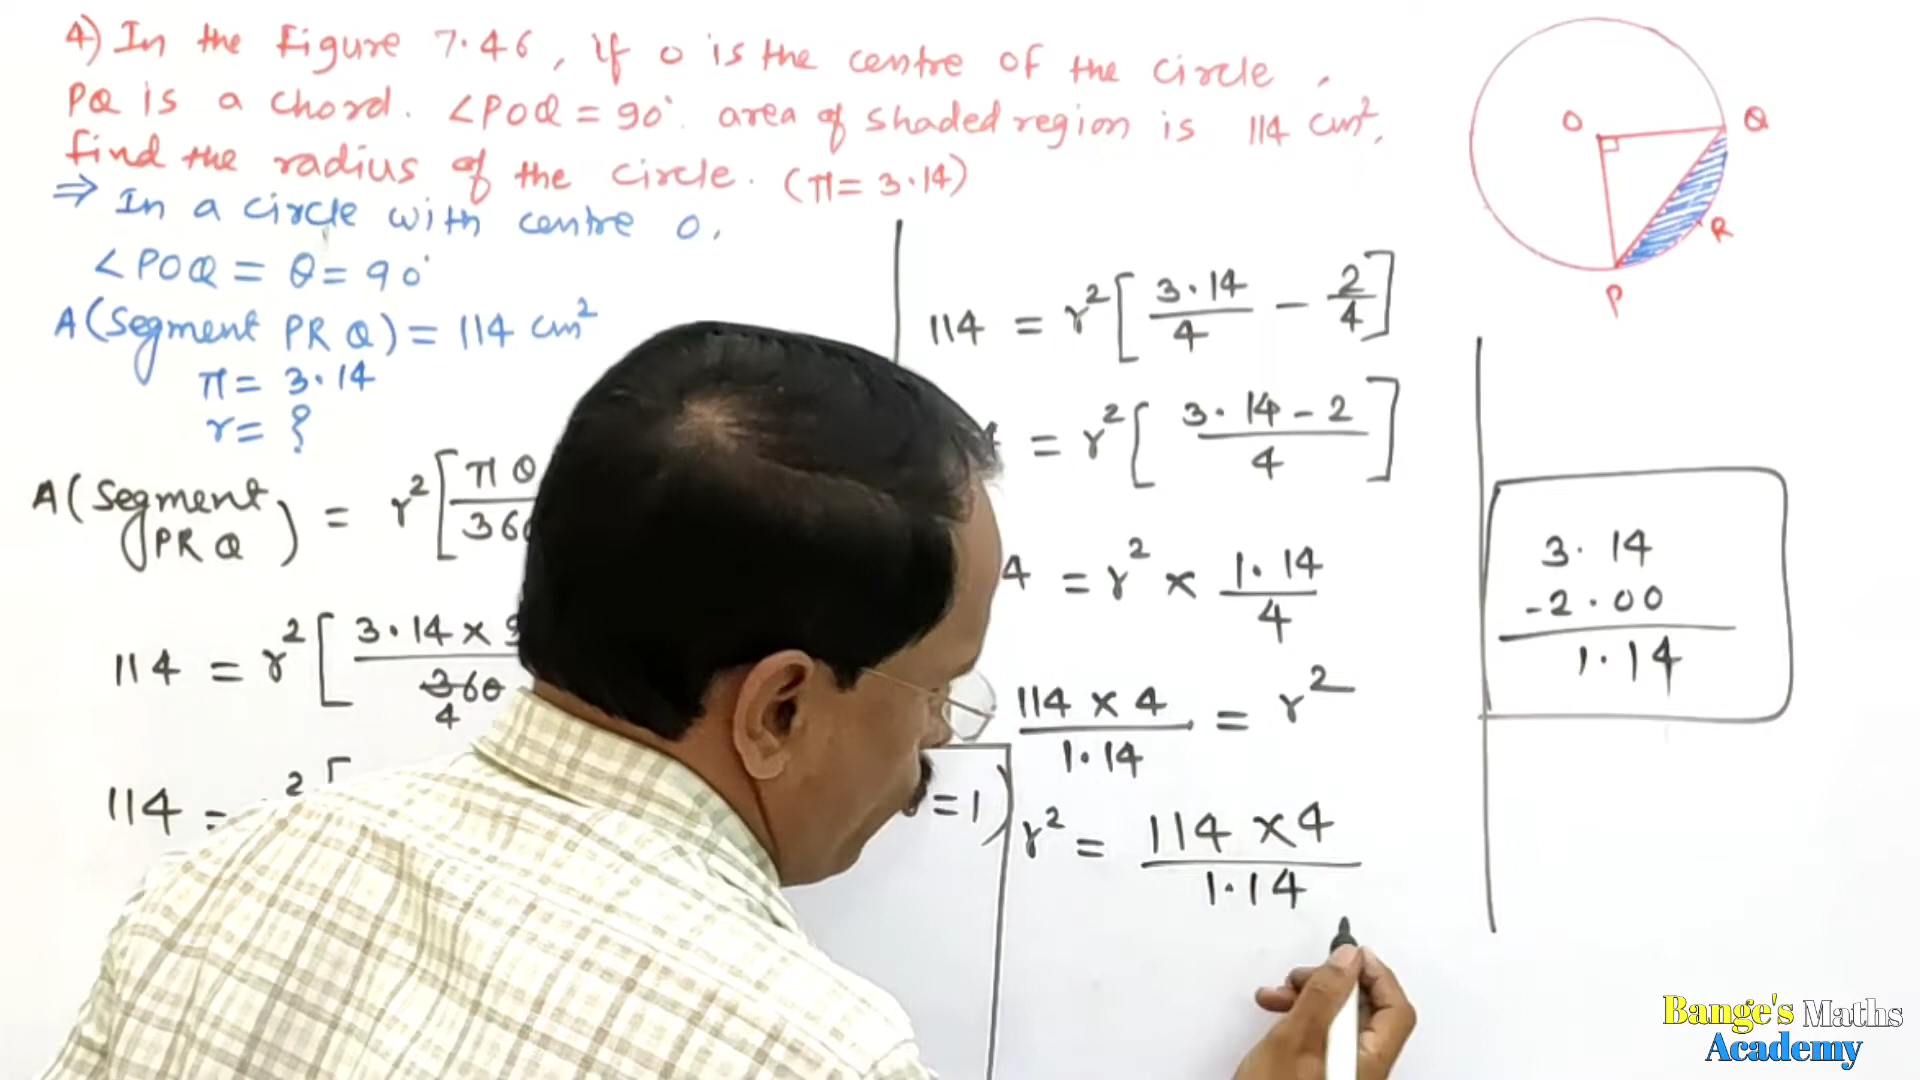 4) In the Figure 7.46, if O is the centre of the circle,
PQ is a chord. ∠POQ = 90° area of shaded region is 114 cm²,
find the radius of the circle. (π = 3.14)
⇒ In a circle with centre O,
∠POQ = θ = 90°
A(Segment PRQ) = 114 cm²
π = 3.14
r = ?
A(Segment PRQ) = r² [ πθ / 360
114 = r² [ 3.14 ×
360
4
114 =
= 1)
114 = r² [ 3.14/4 − 2/4 ]
= r² [ (3.14 − 2)/4 ]
4 = r² × 1.14/4
114 × 4 / 1.14 = r²
r² = 114 × 4 / 1.14
3.14
-2.00
1.14
O
Q
R
P
Bange's Maths
Academy